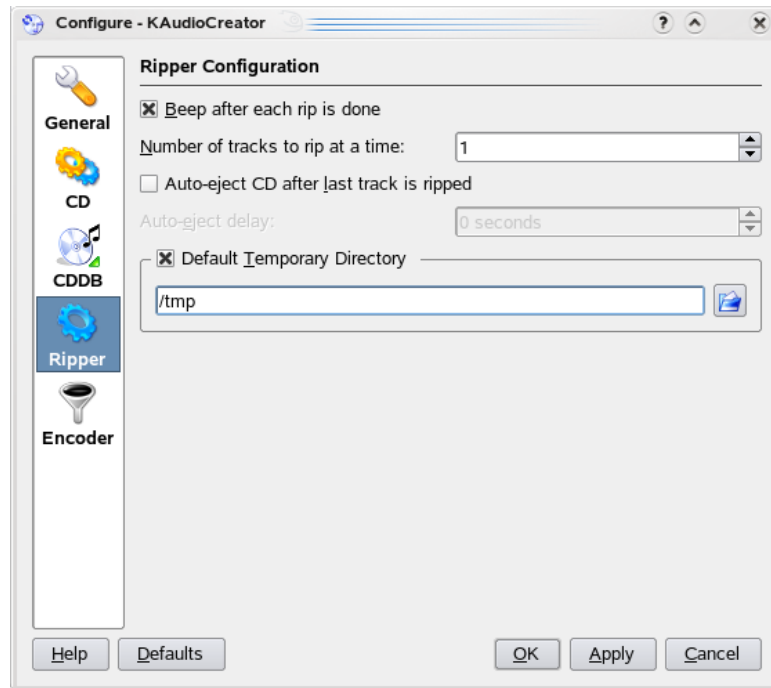 Configure - KAudioCreator
General
CD
CDDB
Ripper
Encoder
Ripper Configuration
Beep after each rip is done
Number of tracks to rip at a time: 1
Auto-eject CD after last track is ripped
Auto-eject delay: 0 seconds
Default Temporary Directory
/tmp
Help Defaults OK Apply Cancel